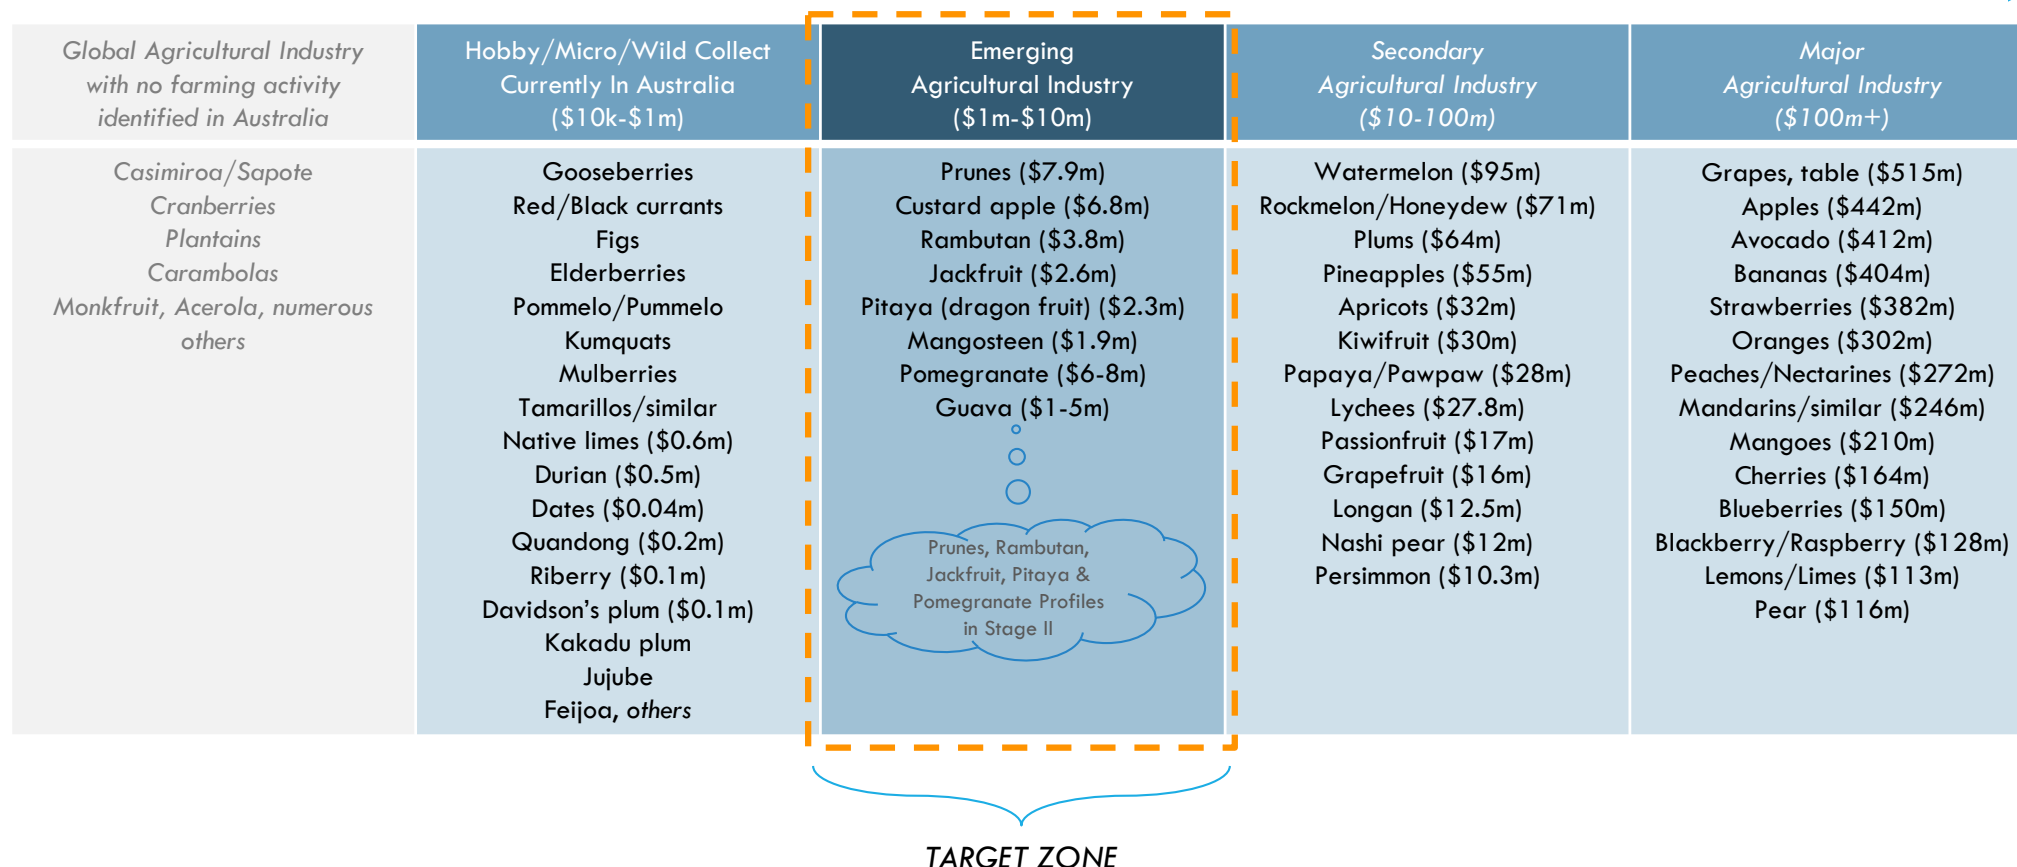 Global Agricultural Industry
with no farming activity
identified in Australia
Hobby/Micro/Wild Collect
Currently In Australia
($10k-$1m)
Emerging
Agricultural Industry
($1m-$10m)
Secondary
Agricultural Industry
($10-100m)
Major
Agricultural Industry
($100m+)
Casimiroa/Sapote
Cranberries
Plantains
Carambolas
Monkfruit, Acerola, numerous
others
Gooseberries
Red/Black currants
Figs
Elderberries
Pommelo/Pummelo
Kumquats
Mulberries
Tamarillos/similar
Native limes ($0.6m)
Durian ($0.5m)
Dates ($0.04m)
Quandong ($0.2m)
Riberry ($0.1m)
Davidson’s plum ($0.1m)
Kakadu plum
Jujube
Feijoa, others
Prunes ($7.9m)
Custard apple ($6.8m)
Rambutan ($3.8m)
Jackfruit ($2.6m)
Pitaya (dragon fruit) ($2.3m)
Mangosteen ($1.9m)
Pomegranate ($6-8m)
Guava ($1-5m)
Prunes, Rambutan,
Jackfruit, Pitaya &
Pomegranate Profiles
in Stage II
Watermelon ($95m)
Rockmelon/Honeydew ($71m)
Plums ($64m)
Pineapples ($55m)
Apricots ($32m)
Kiwifruit ($30m)
Papaya/Pawpaw ($28m)
Lychees ($27.8m)
Passionfruit ($17m)
Grapefruit ($16m)
Longan ($12.5m)
Nashi pear ($12m)
Persimmon ($10.3m)
Grapes, table ($515m)
Apples ($442m)
Avocado ($412m)
Bananas ($404m)
Strawberries ($382m)
Oranges ($302m)
Peaches/Nectarines ($272m)
Mandarins/similar ($246m)
Mangoes ($210m)
Cherries ($164m)
Blueberries ($150m)
Blackberry/Raspberry ($128m)
Lemons/Limes ($113m)
Pear ($116m)
TARGET ZONE